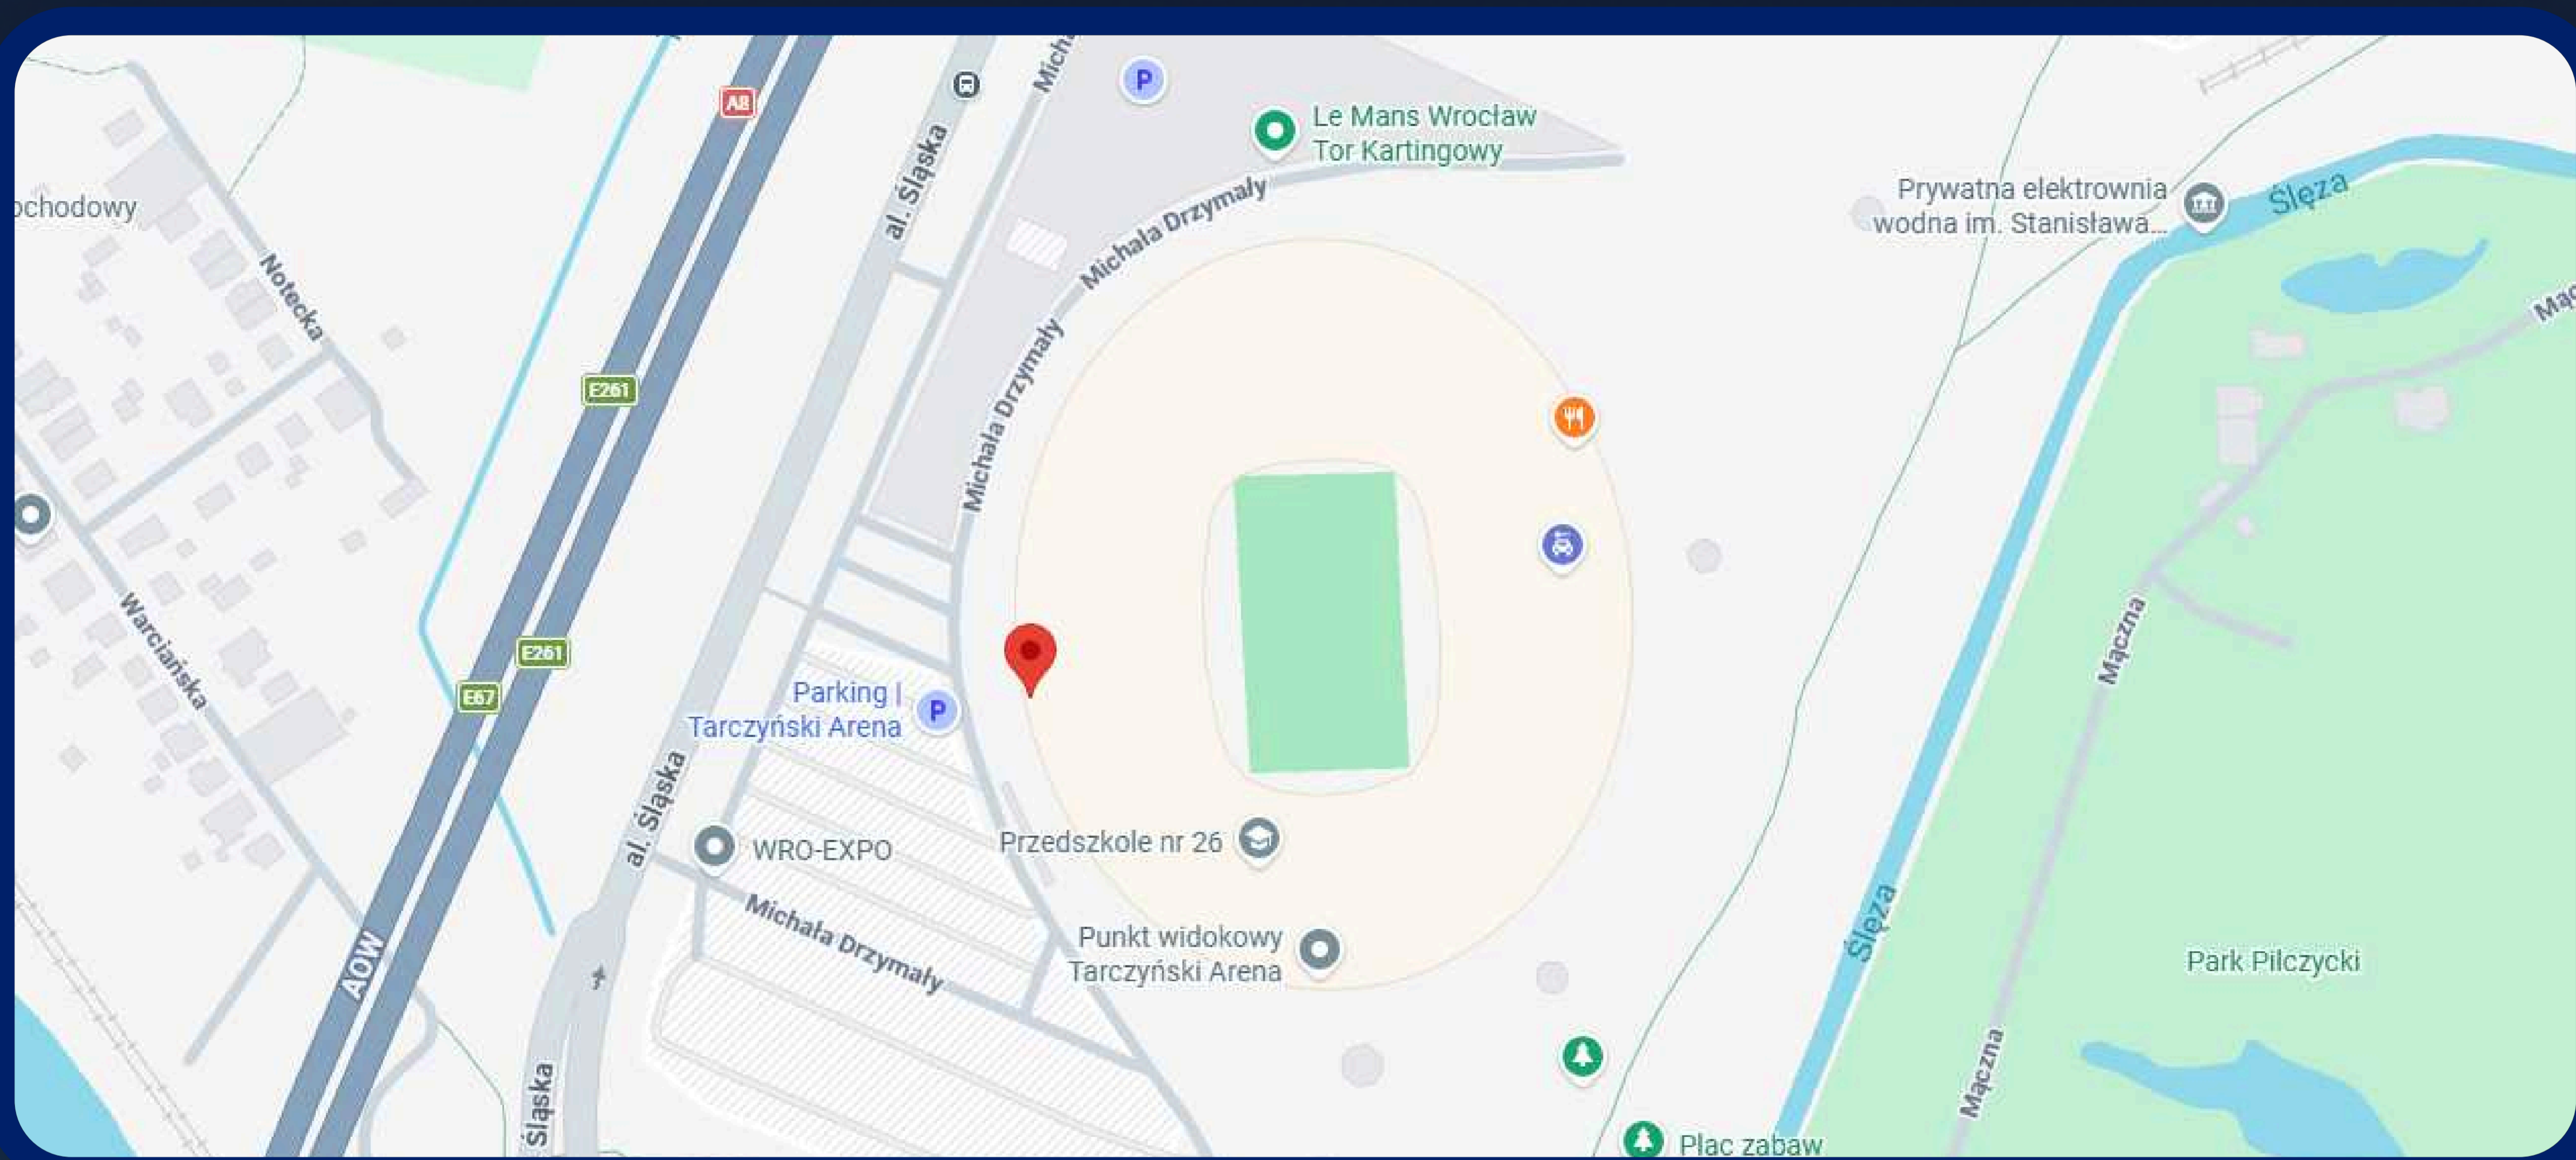 A8
al. Śląska
Micha
P
Le Mans Wrocław
Tor Kartingowy
Michała Drzymały
Prywatna elektrownia
wodna im. Stanisława...
Ślęza
ochodowy
Notecka
Mąc
E261
Michała Drzymały
Warciańska
E261
E67
Mączna
Parking |
Tarczyński Arena
P
al. Śląska
WRO-EXPO
Przedszkole nr 26
Michała Drzymały
Punkt widokowy
Tarczyński Arena
Ślęza
AOW
Park Pilczycki
Śląska
Mączna
Plac zabaw